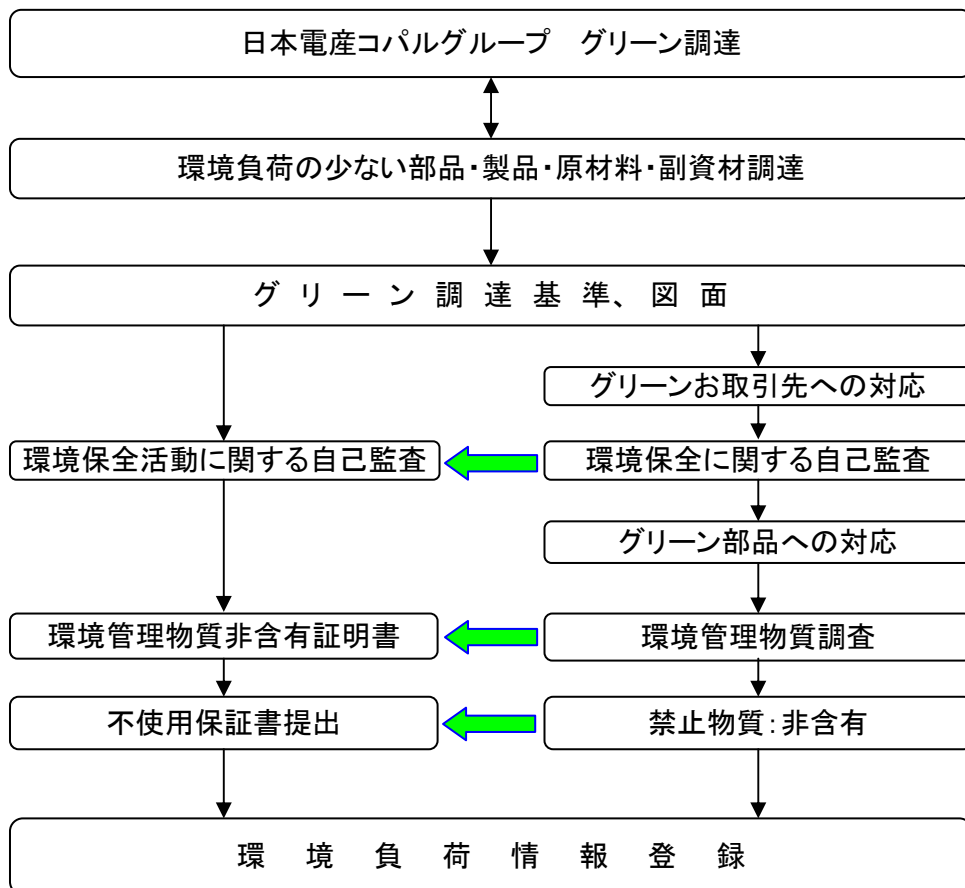 日本電産コパルグループ　グリーン調達
環境負荷の少ない部品・製品・原材料・副資材調達
グリーン調達基準、図面
グリーンお取引先への対応
環境保全活動に関する自己監査
環境保全に関する自己監査
グリーン部品への対応
環境管理物質非含有証明書
環境管理物質調査
不使用保証書提出
禁止物質：非含有
環境負荷情報登録